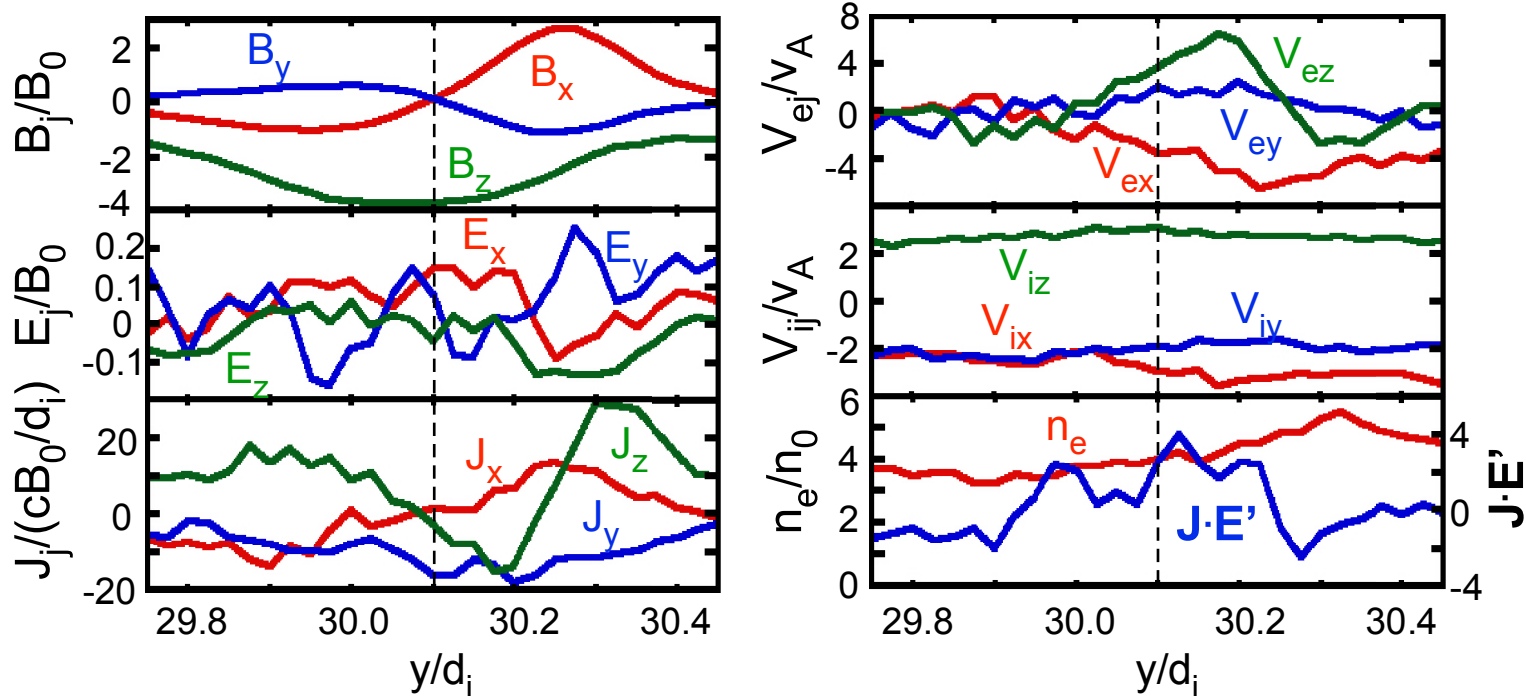 B_j/B_0
2
0
-2
-4
B_y
B_x
B_z
E_j/B_0
0.2
0.1
0
-0.1
E_x
E_y
E_z
J_j/(cB_0/d_i)
20
10
0
-10
-20
J_x
J_z
J_y
29.8 30.0 30.2 30.4
y/d_i
V_ej/v_A
8
4
0
-4
V_ez
V_ey
V_ex
V_ij/v_A
2
0
-2
V_iz
V_ix
V_iy
n_e/n_0
6
4
2
0
n_e
J·E'
4
0
-4
J·E'
29.8 30.0 30.2 30.4
y/d_i